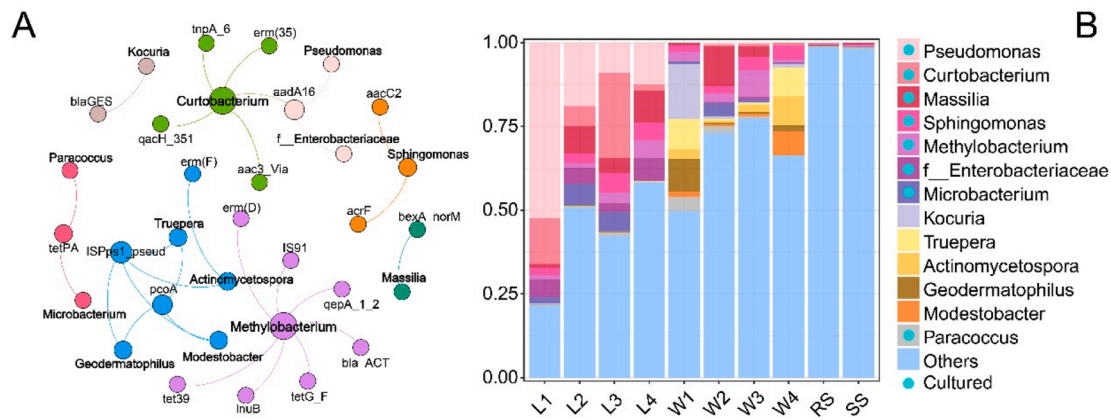 A
tnpA_6
erm(35)
Kocuria
Pseudomonas
blaGES
Curtobacterium
aadA16
aacC2
qacH_351
f__Enterobacteriaceae
Paracoccus
erm(F)
aac3_Via
Sphingomonas
erm(D)
acrF
bexA_norM
Truepera
tetPA
ISPps1_pseud
IS91
Actinomycetospora
Massilia
pcoA
qepA_1_2
Microbacterium
Methylobacterium
Geodermatophilus
Modestobacter
bla_ACT
tet39
lnuB
tetG_F
B
1.00
0.75
0.50
0.25
0.00
L1 L2 L3 L4 W1 W2 W3 W4 RS SS
Pseudomonas
Curtobacterium
Massilia
Sphingomonas
Methylobacterium
f__Enterobacteriaceae
Microbacterium
Kocuria
Truepera
Actinomycetospora
Geodermatophilus
Modestobacter
Paracoccus
Others
Cultured